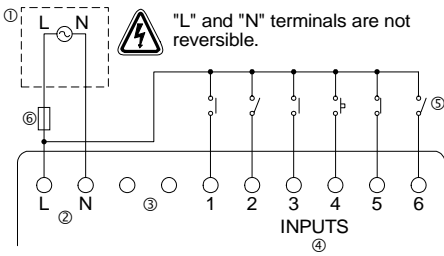 ① L N
"L" and "N" terminals are not
reversible.
⑥
⑤
L N 1 2 3 4 5 6
② ③
INPUTS
④